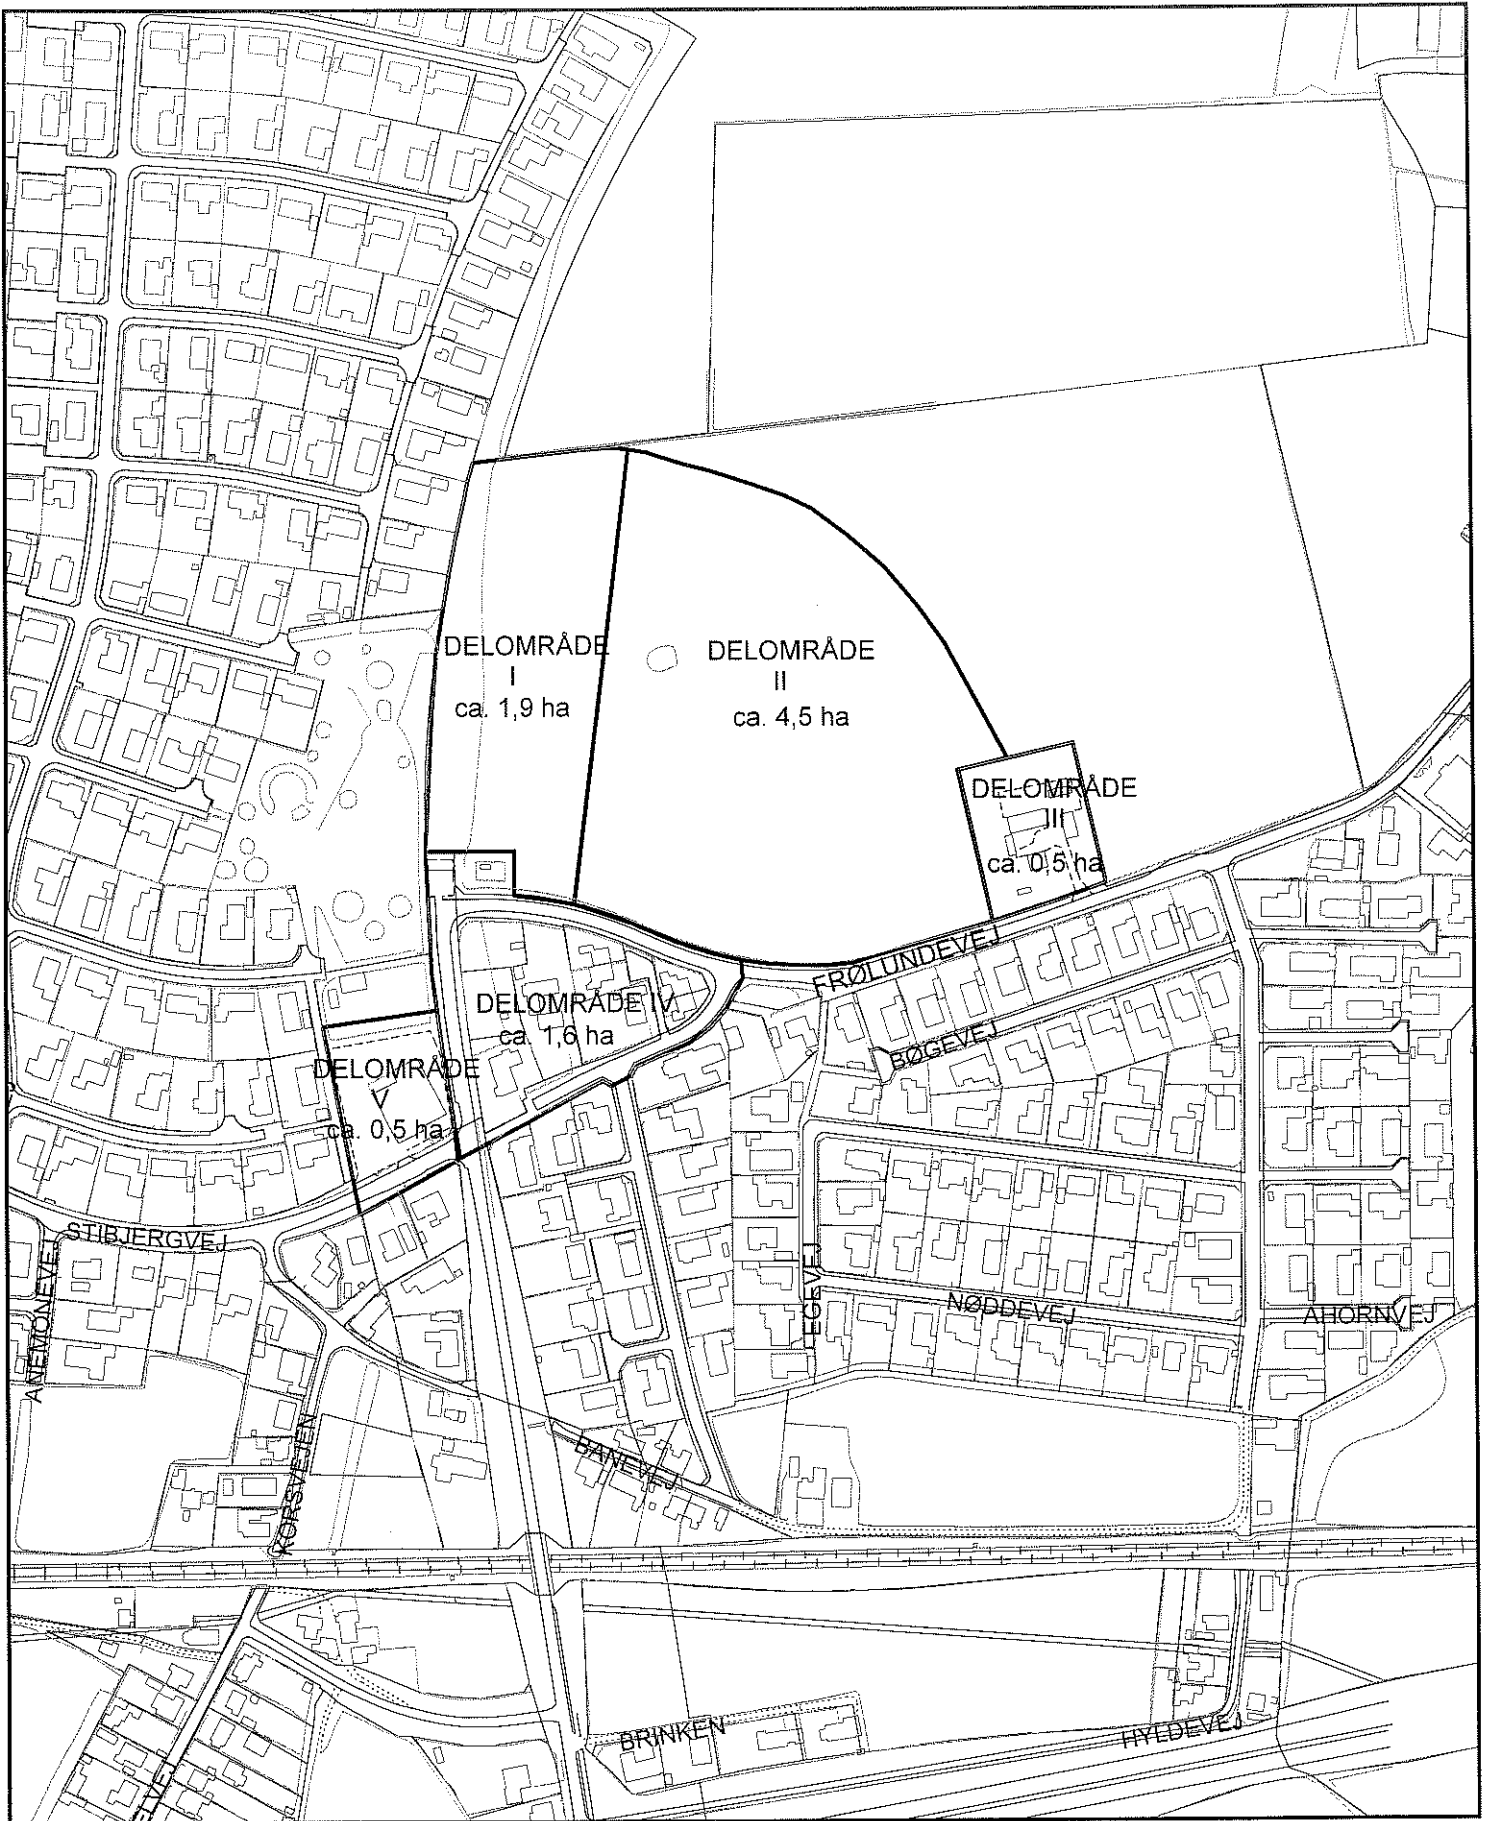 DELOMRÅDE
I
ca. 1,9 ha
DELOMRÅDE
II
ca. 4,5 ha
DELOMRÅDE
III
ca. 0,5 ha
FRØLUNDEVEJ
DELOMRÅDE IV
ca. 1,6 ha
BØGEVEJ
DELOMRÅDE
V
ca. 0,5 ha
STIBJERGVEJ
ANEMONEVEJ
EGEVEJ
NØDDEVEJ
AHORNVEJ
KORSVEJEN
BANEVEJ
BRINKEN
HYLDEVEJ